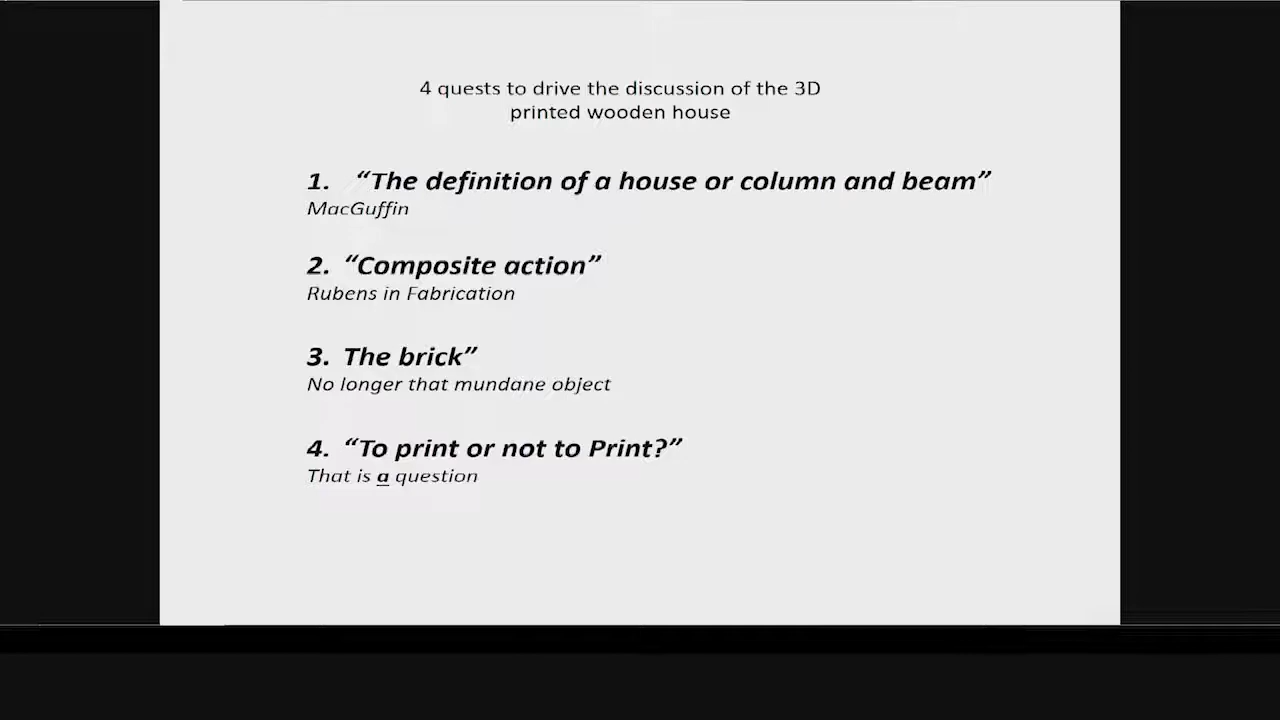 4 quests to drive the discussion of the 3D
printed wooden house
1. “The definition of a house or column and beam”
MacGuffin
2. “Composite action”
Rubens in Fabrication
3. The brick”
No longer that mundane object
4. “To print or not to Print?”
That is a question